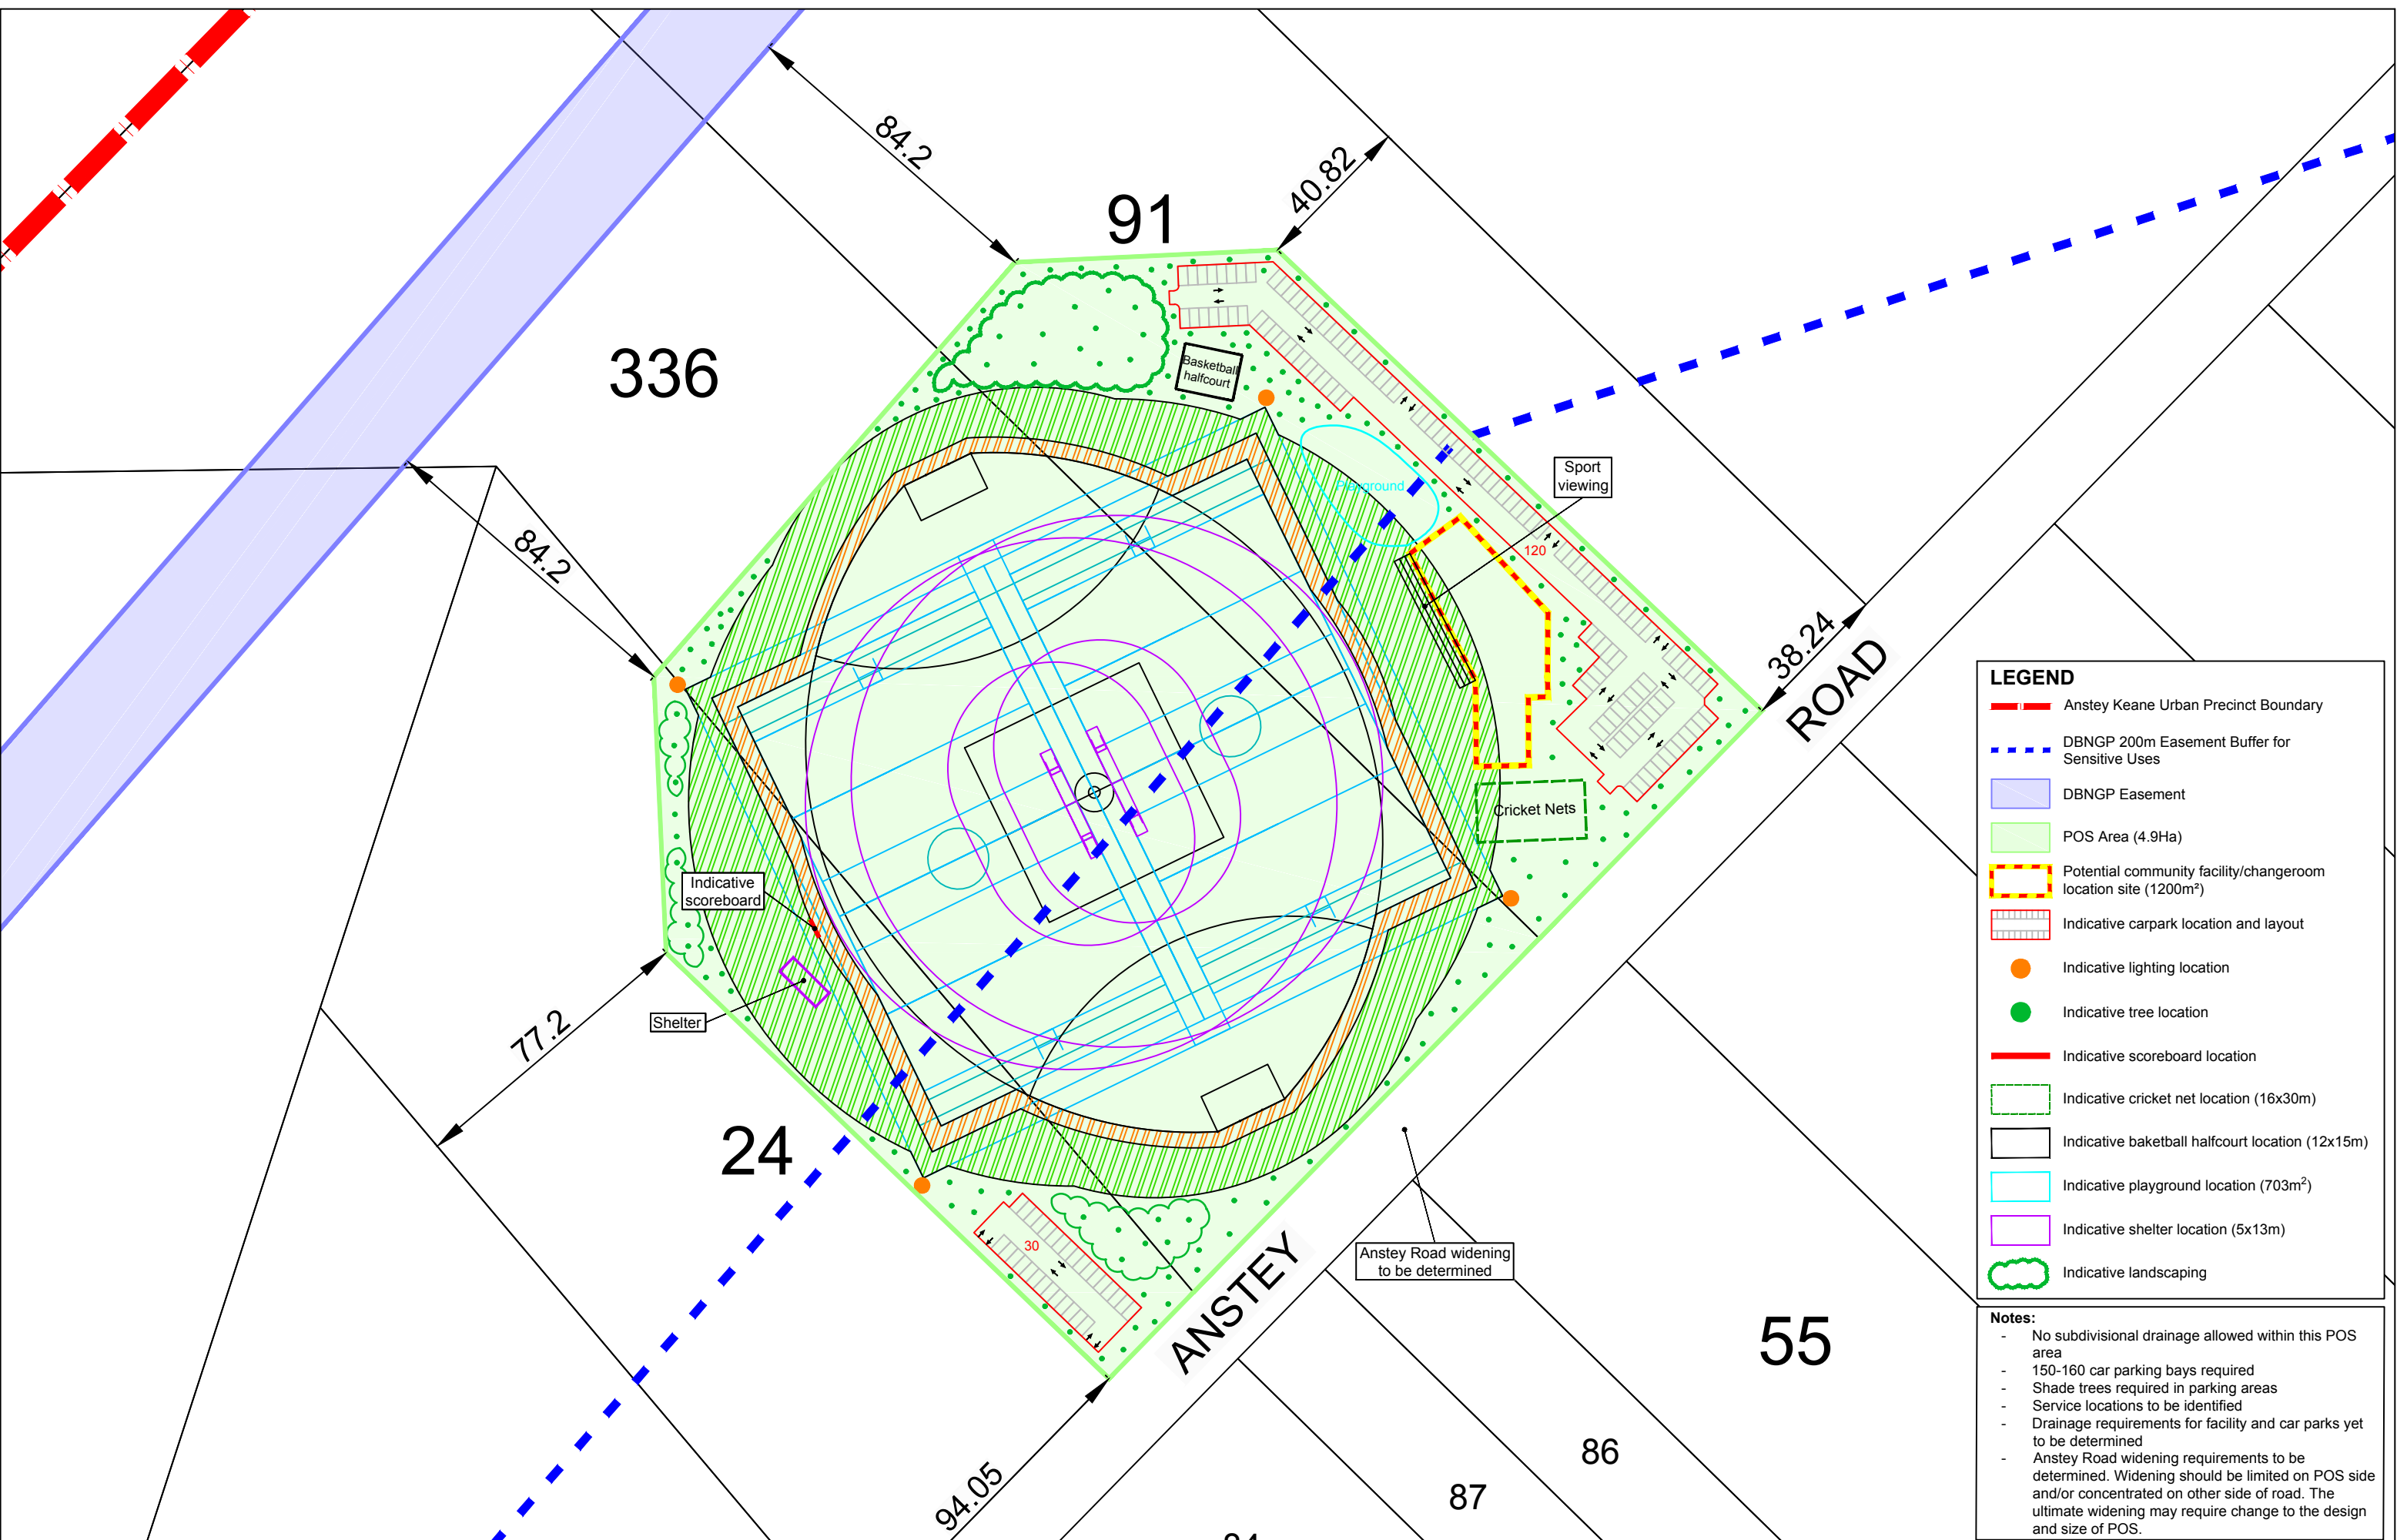 84.2
40.82
91
336
Basketball
halfcourt
Sport
viewing
Playground
120
84.2
38.24
ROAD
Cricket Nets
Indicative
scoreboard
Shelter
77.2
24
30
ANSTEY
Anstey Road widening
to be determined
94.05
55
86
87
LEGEND
Anstey Keane Urban Precinct Boundary
DBNGP 200m Easement Buffer for
Sensitive Uses
DBNGP Easement
POS Area (4.9Ha)
Potential community facility/changeroom
location site (1200m²)
Indicative carpark location and layout
Indicative lighting location
Indicative tree location
Indicative scoreboard location
Indicative cricket net location (16x30m)
Indicative baketball halfcourt location (12x15m)
Indicative playground location (703m²)
Indicative shelter location (5x13m)
Indicative landscaping
Notes:
- No subdivisional drainage allowed within this POS
area
- 150-160 car parking bays required
- Shade trees required in parking areas
- Service locations to be identified
- Drainage requirements for facility and car parks yet
to be determined
- Anstey Road widening requirements to be
determined. Widening should be limited on POS side
and/or concentrated on other side of road. The
ultimate widening may require change to the design
and size of POS.